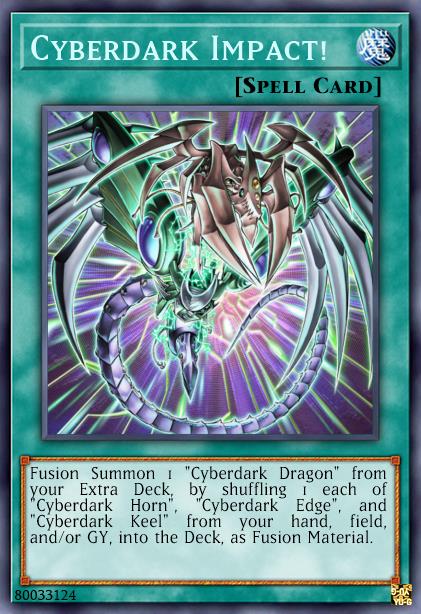 Cyberdark Impact!
魔
[Spell Card]
Fusion Summon 1 "Cyberdark Dragon" from
your Extra Deck, by shuffling 1 each of
"Cyberdark Horn", "Cyberdark Edge", and
"Cyberdark Keel" from your hand, field,
and/or GY, into the Deck, as Fusion Material.
80033124